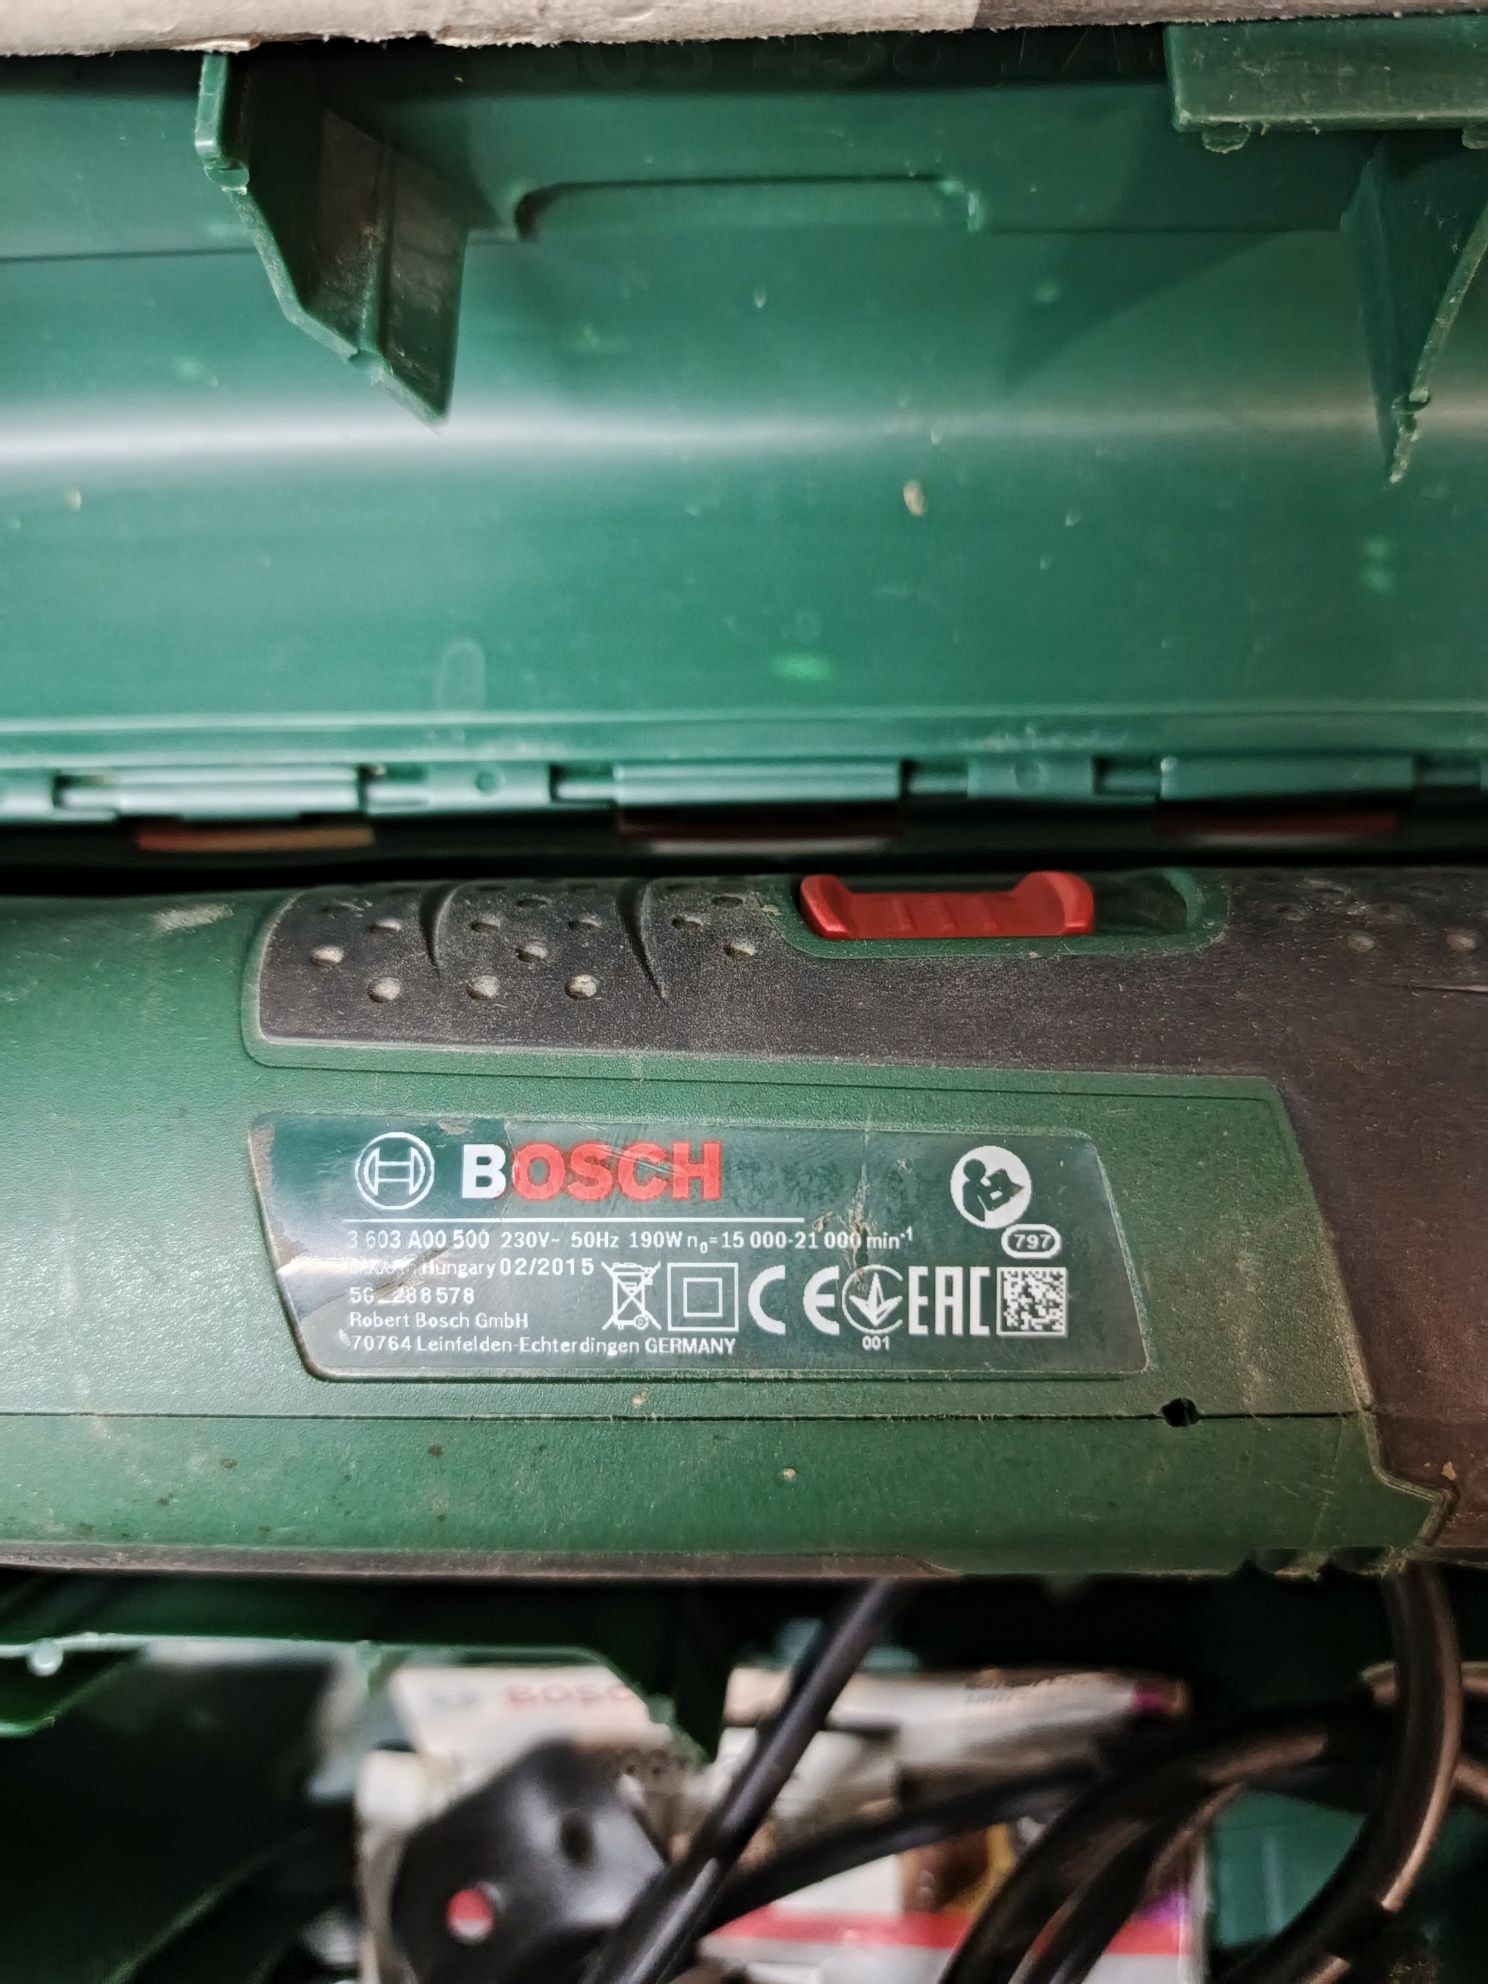 BOSCH
3 603 A00 500 230V~ 50Hz 190W n₀=15 000-21 000 min⁻¹
797
Hungary 02/2015
288 578
Robert Bosch GmbH
70764 Leinfelden-Echterdingen GERMANY
CE
EAC
001
BOSCH